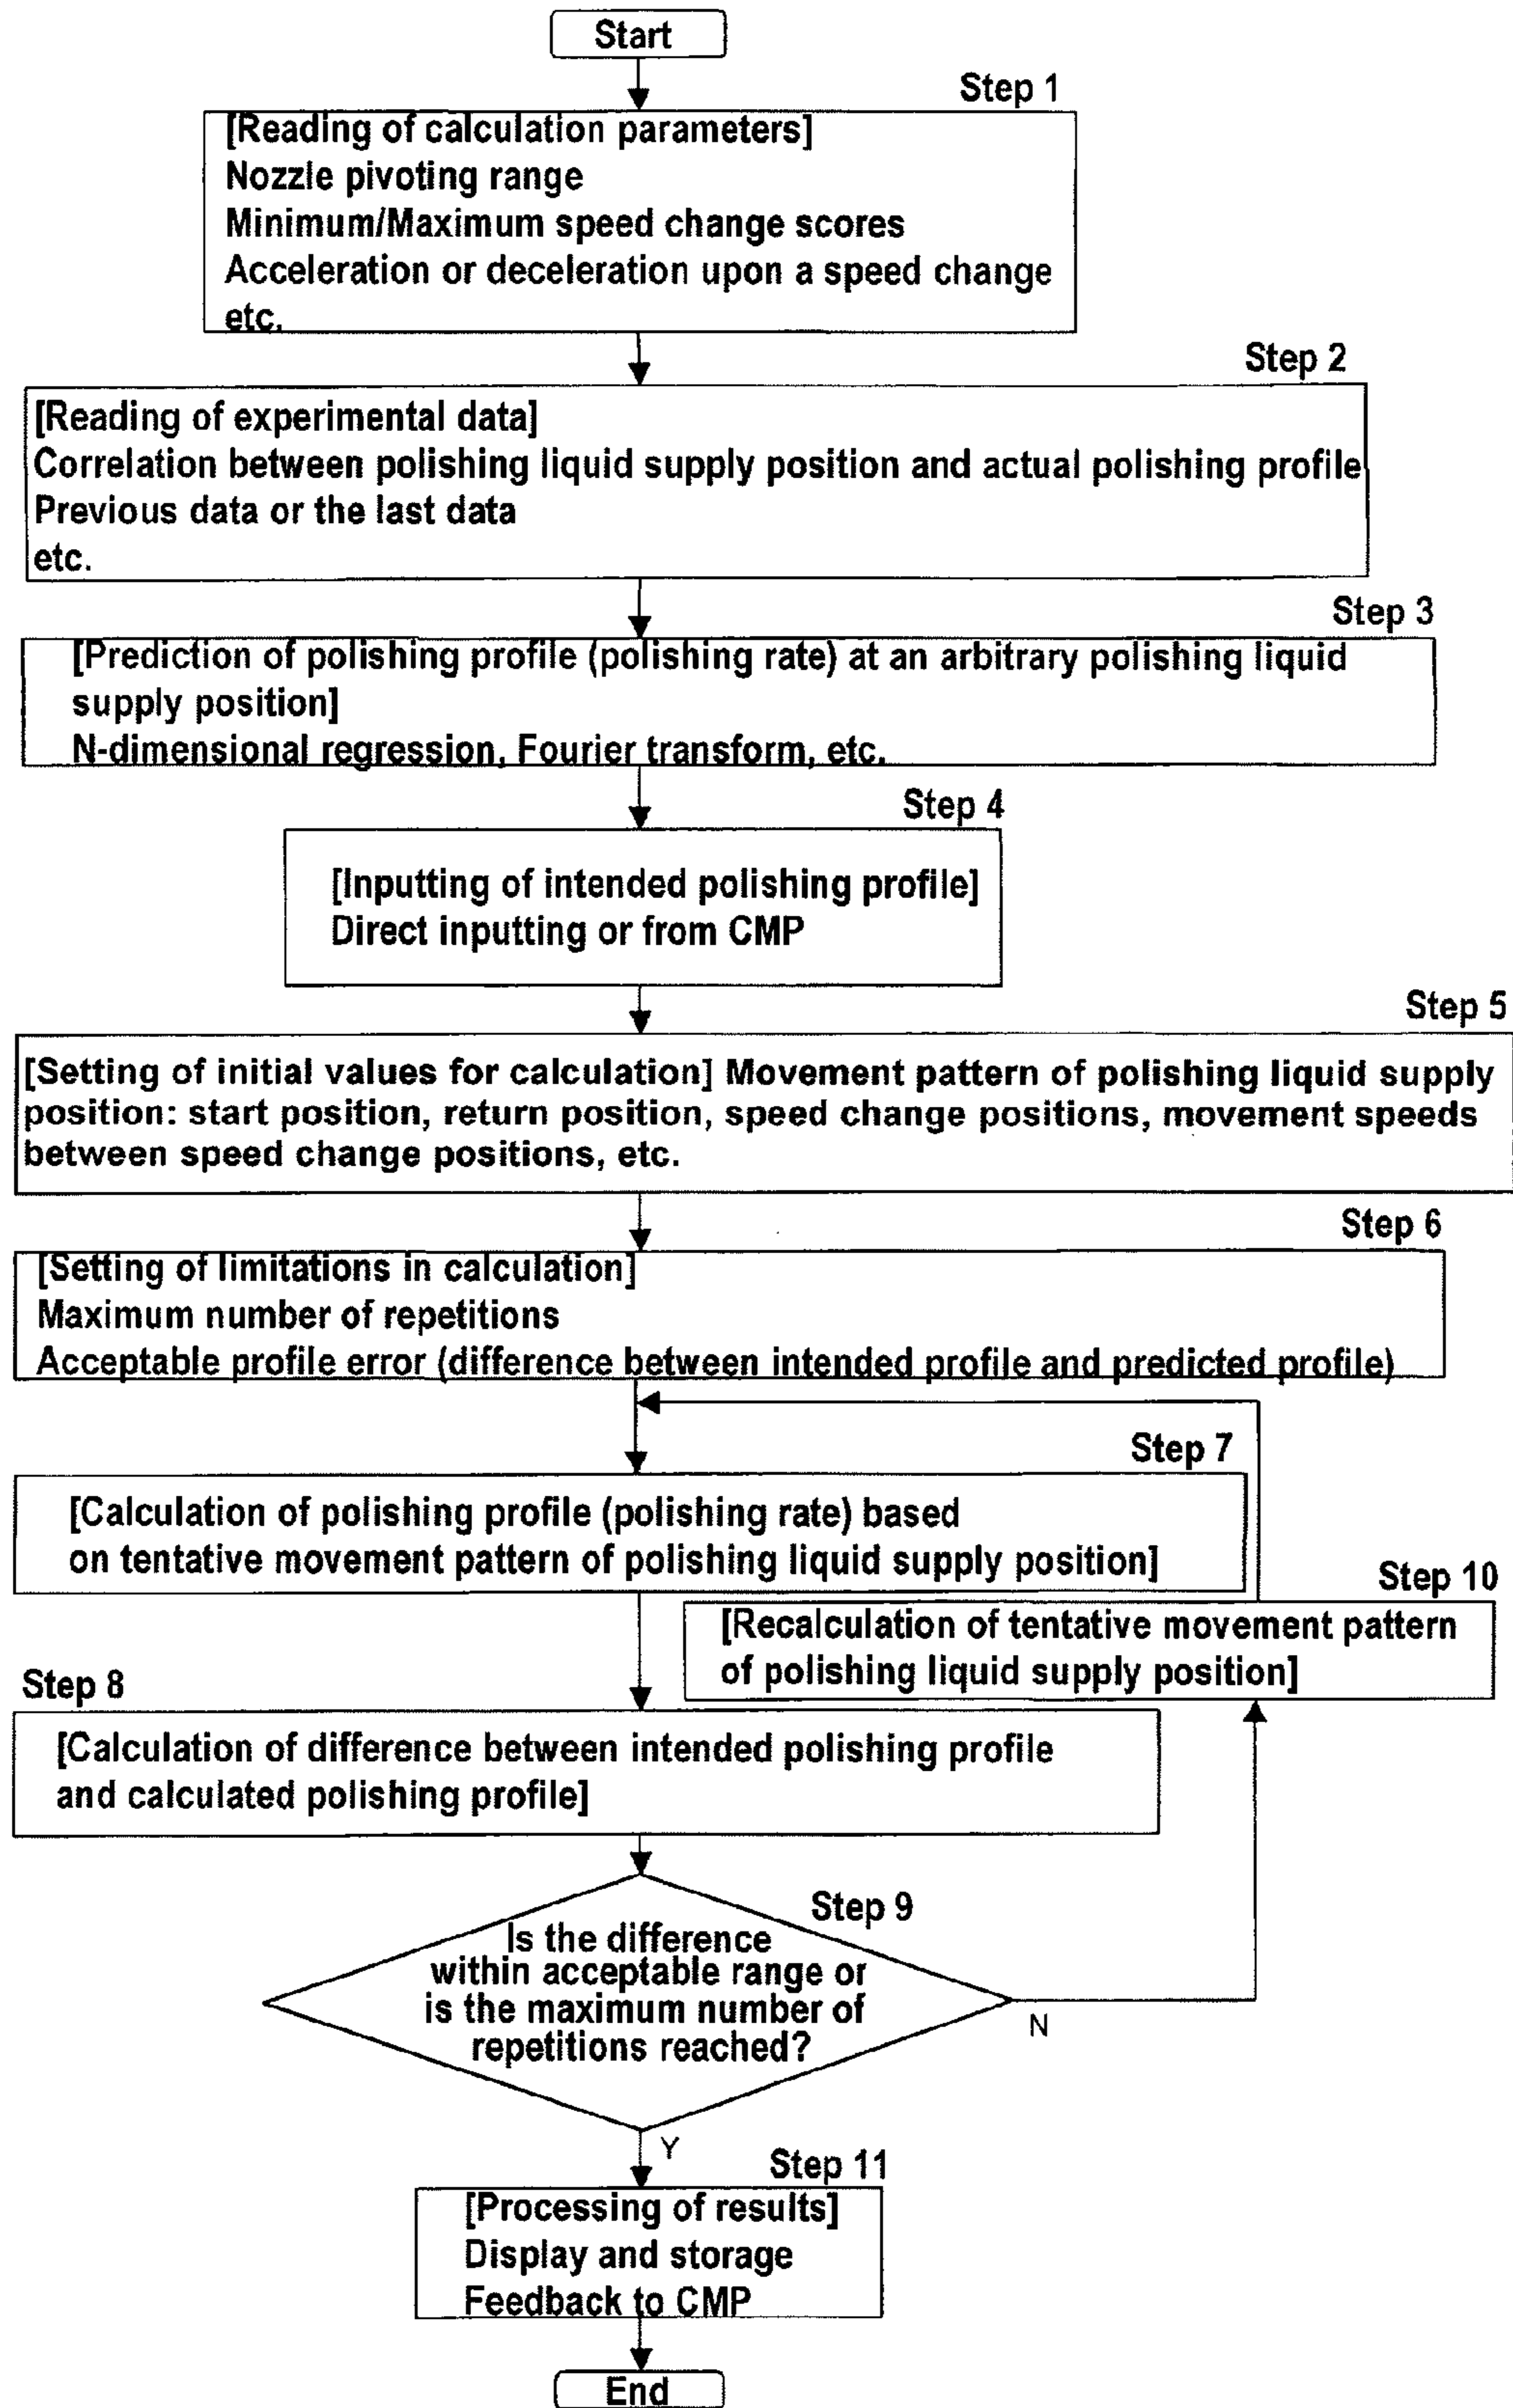 Start
Step 1
[Reading of calculation parameters]
Nozzle pivoting range
Minimum/Maximum speed change scores
Acceleration or deceleration upon a speed change
etc.
Step 2
[Reading of experimental data]
Correlation between polishing liquid supply position and actual polishing profile
Previous data or the last data
etc.
Step 3
[Prediction of polishing profile (polishing rate) at an arbitrary polishing liquid
supply position]
N-dimensional regression, Fourier transform, etc.
Step 4
[Inputting of intended polishing profile]
Direct inputting or from CMP
Step 5
[Setting of initial values for calculation] Movement pattern of polishing liquid supply
position: start position, return position, speed change positions, movement speeds
between speed change positions, etc.
Step 6
[Setting of limitations in calculation]
Maximum number of repetitions
Acceptable profile error (difference between intended profile and predicted profile)
Step 7
[Calculation of polishing profile (polishing rate) based
on tentative movement pattern of polishing liquid supply position]
Step 10
[Recalculation of tentative movement pattern
of polishing liquid supply position]
Step 8
[Calculation of difference between intended polishing profile
and calculated polishing profile]
Step 9
Is the difference
within acceptable range or
is the maximum number of
repetitions reached?
N
Y
Step 11
[Processing of results]
Display and storage
Feedback to CMP
End